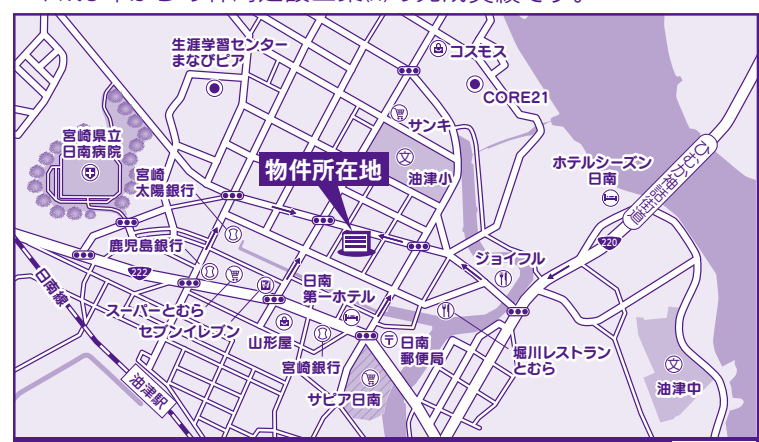 生涯学習センター
まなびピア
コスモス
CORE21
サンキ
宮崎県立
日南病院
文
油津小
物件所在地
宮崎
太陽銀行
ホテルシーズン
日南
ひむか神話街道
220
鹿児島銀行
ジョイフル
222
日南線
日南
第一ホテル
スーパーとむら
セブンイレブン
山形屋
宮崎銀行
〒
日南
郵便局
堀川レストラン
とむら
文
油津中
油津駅
サピア日南